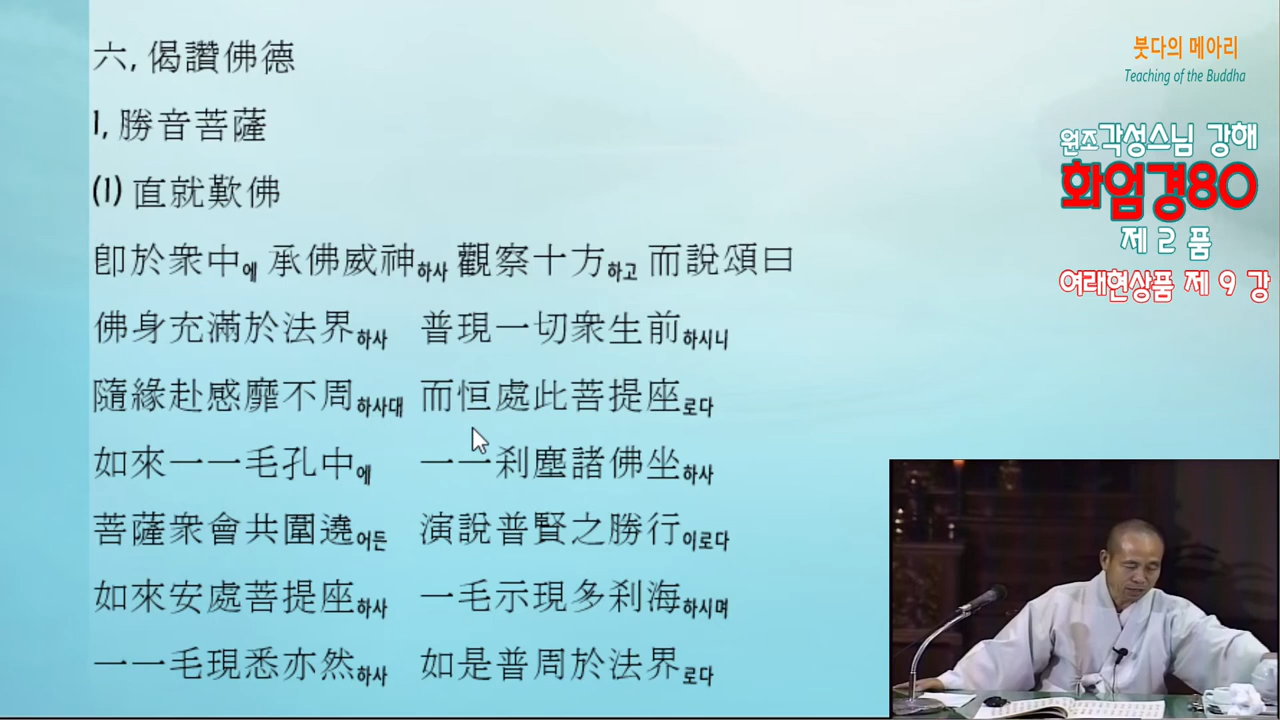 六, 偈讚佛德
1, 勝音菩薩
(1) 直就歎佛
卽於衆中에 承佛威神하사 觀察十方하고 而說頌曰
佛身充滿於法界하사 普現一切衆生前하시니
隨緣赴感靡不周하사대 而恒處此菩提座로다
如來一一毛孔中에 一一刹塵諸佛坐하사
菩薩衆會共圍遶어든 演說普賢之勝行이로다
如來安處菩提座하사 一毛示現多刹海하시며
一一毛現悉亦然하사 如是普周於法界로다
붓다의 메아리
Teaching of the Buddha
원조각성스님 강해
화엄경80
제 2 품
여래현상품 제 9 강